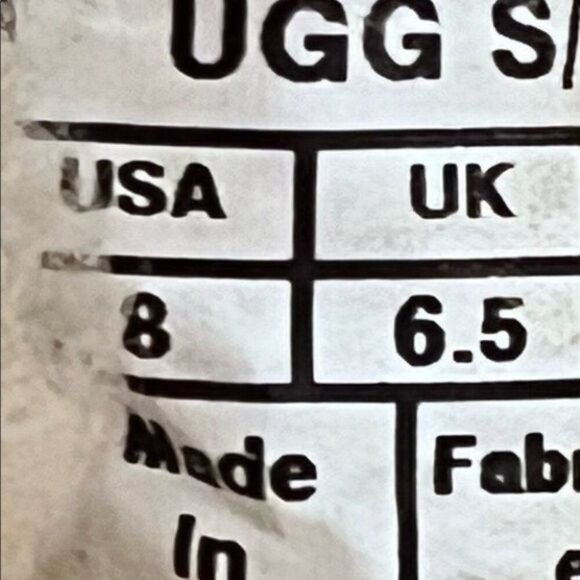 UGG S/
USA UK
8 6.5
Made Fab
In